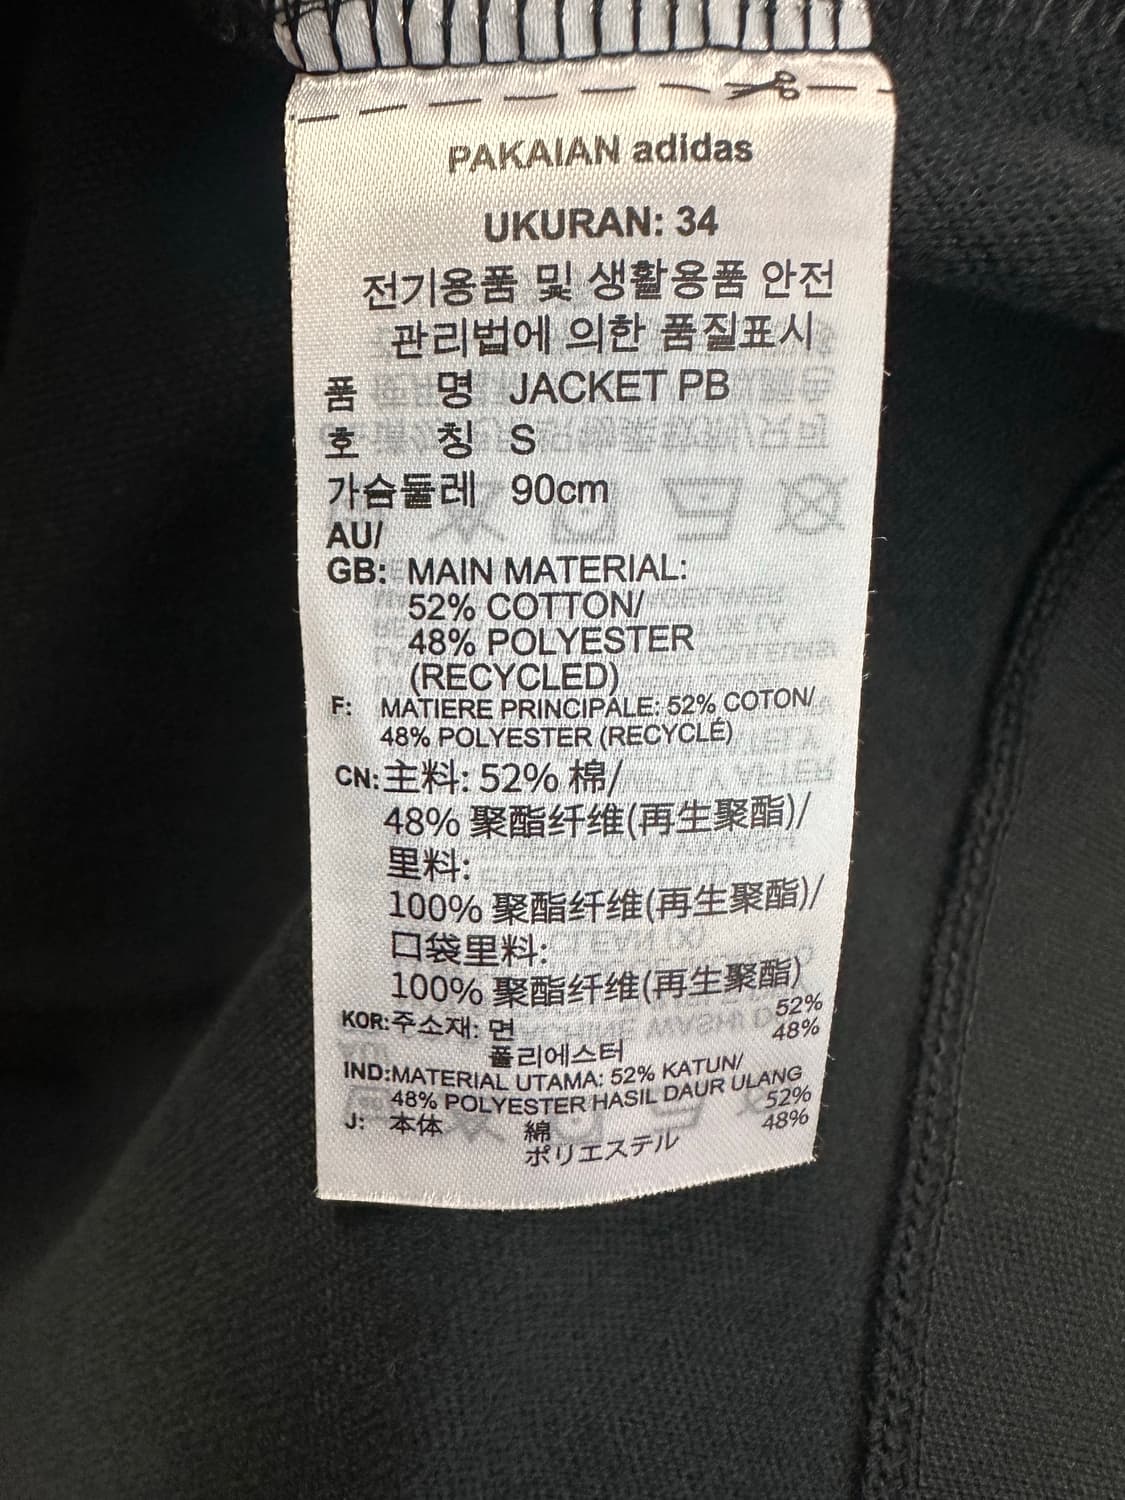 PAKAIAN adidas
UKURAN: 34
전기용품 및 생활용품 안전
관리법에 의한 품질표시
품 명 JACKET PB
호 칭 S
가슴둘레 90cm
AU/
GB: MAIN MATERIAL:
52% COTTON/
48% POLYESTER
(RECYCLED)
F: MATIERE PRINCIPALE: 52% COTON/
48% POLYESTER (RECYCLÉ)
CN: 主料: 52% 棉/
48% 聚酯纤维(再生聚酯)/
里料:
100% 聚酯纤维(再生聚酯)/
口袋里料:
100% 聚酯纤维(再生聚酯)
KOR: 주소재: 면 52%
폴리에스터 48%
IND: MATERIAL UTAMA: 52% KATUN/
48% POLYESTER HASIL DAUR ULANG
J: 本体 綿 52%
ポリエステル 48%